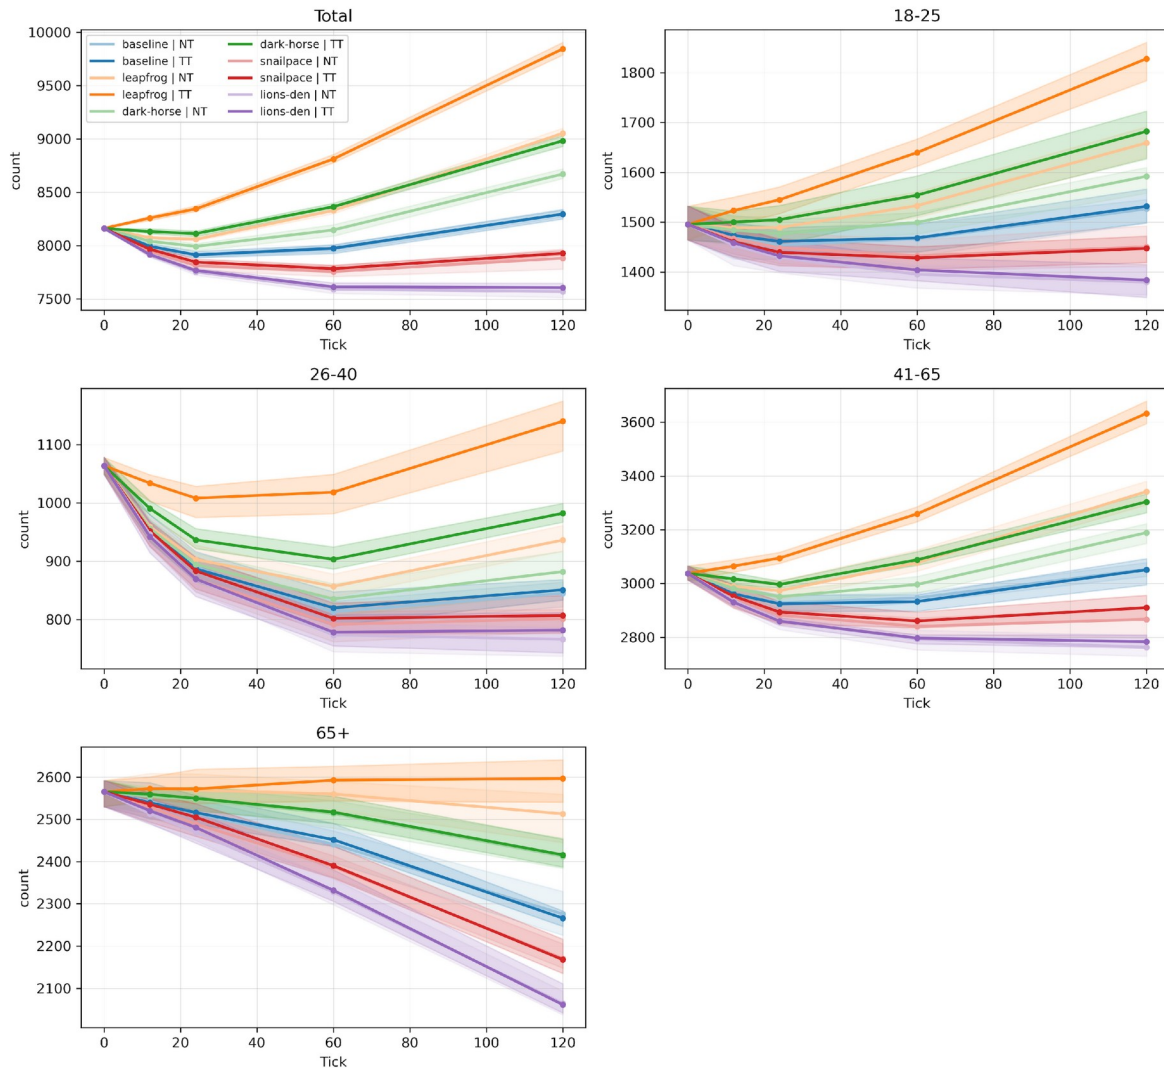 Total
10000
9500
9000
8500
8000
7500
count
baseline | NT
baseline | TT
leapfrog | NT
leapfrog | TT
dark-horse | NT
dark-horse | TT
snailpace | NT
snailpace | TT
lions-den | NT
lions-den | TT
0 20 40 60 80 100 120
Tick
18-25
1800
1700
1600
1500
1400
count
0 20 40 60 80 100 120
Tick
26-40
1100
1000
900
800
count
0 20 40 60 80 100 120
Tick
41-65
3600
3400
3200
3000
2800
count
0 20 40 60 80 100 120
Tick
65+
2600
2500
2400
2300
2200
2100
count
0 20 40 60 80 100 120
Tick